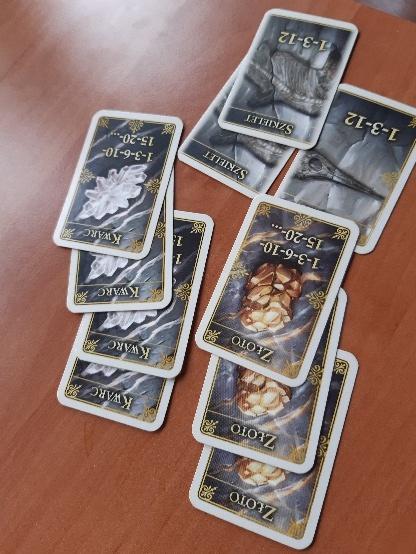 1-3-12
SZKIELET
SZKIELET
1-3-12
1-3-6-10-
15-20-...
KWARC
KWARC
KWARC
KWARC
1-3-6-10-
15-20-...
ZŁOTO
ZŁOTO
ZŁOTO